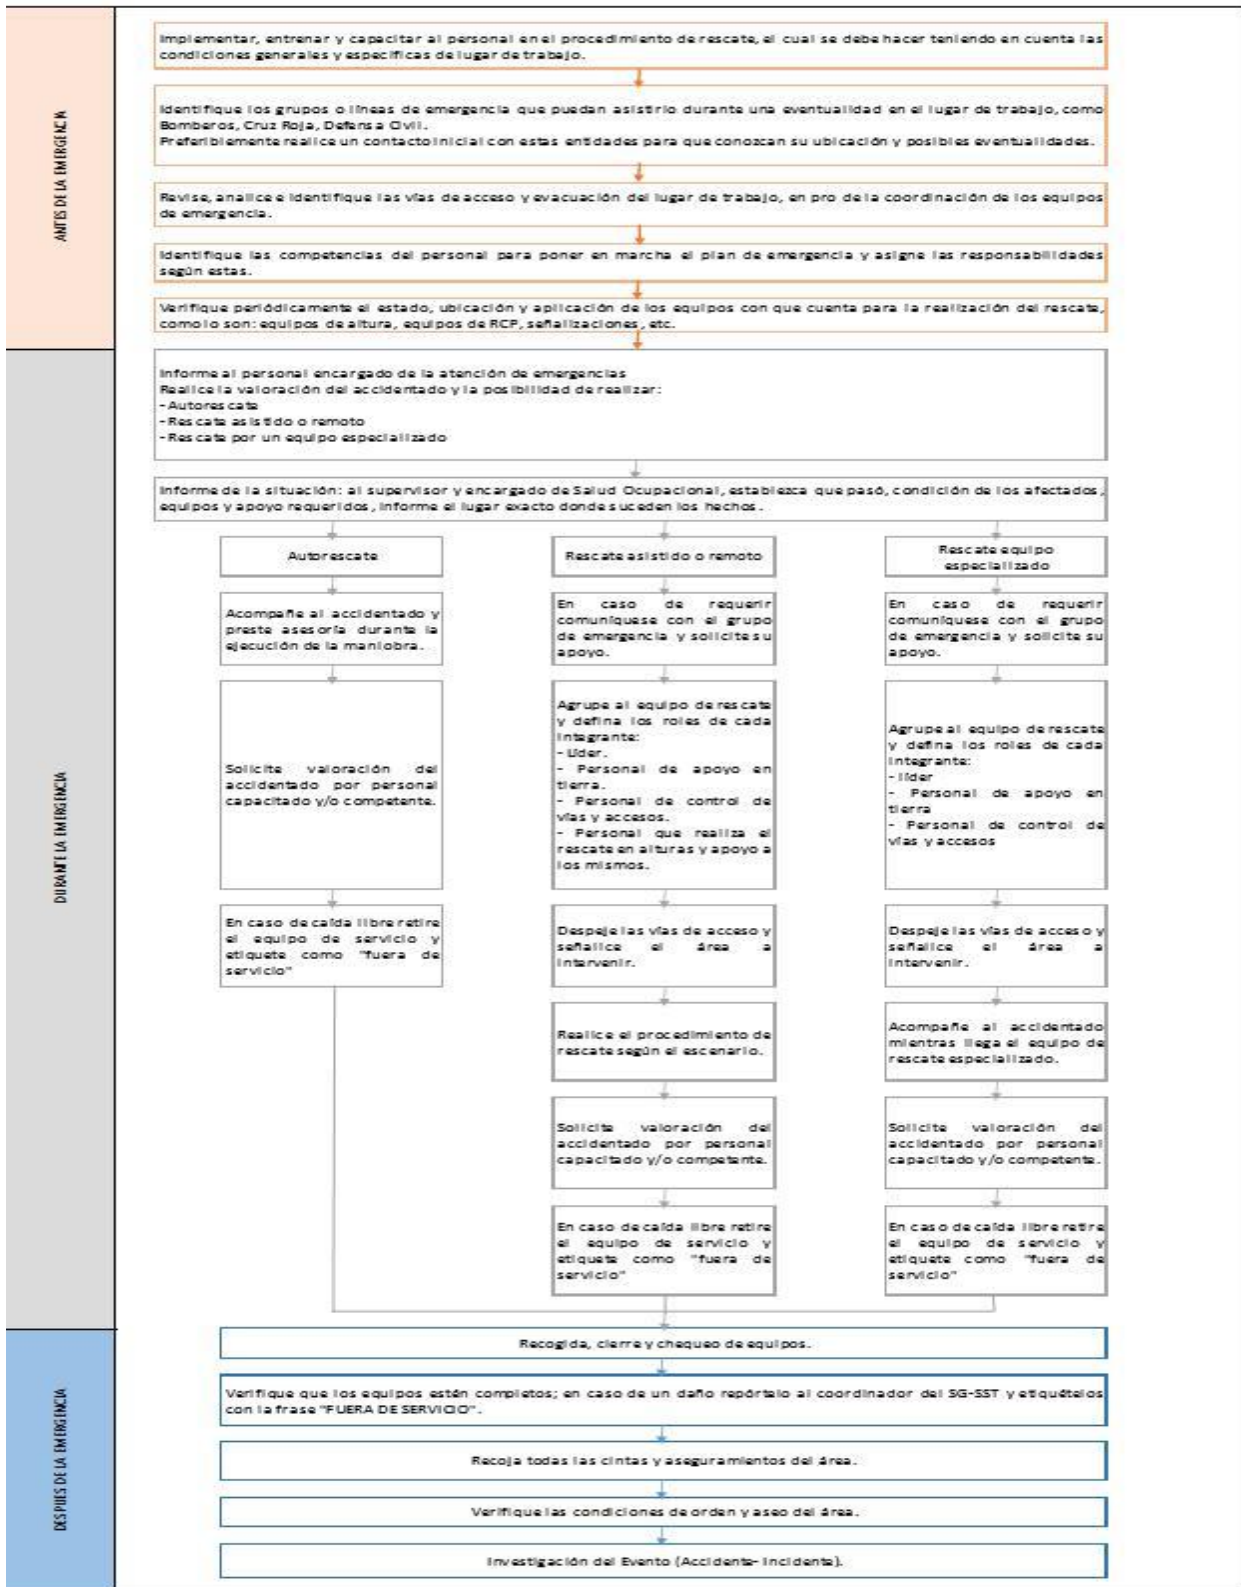 ANTES DE LA EMERGENCIA
Implementar, entrenar y capacitar al personal en el procedimiento de rescate, el cual se debe hacer teniendo en cuenta las
condiciones generales y específicas de lugar de trabajo.
Identifique los grupos o líneas de emergencia que puedan asistirlo durante una eventualidad en el lugar de trabajo, como
Bomberos, Cruz Roja, Defensa Civil.
Preferiblemente realice un contacto inicial con estas entidades para que conozcan su ubicación y posibles eventualidades.
Revise, analice e identifique las vías de acceso y evacuación del lugar de trabajo, en pro de la coordinación de los equipos
de emergencia.
Identifique las competencias del personal para poner en marcha el plan de emergencia y asigne las responsabilidades
según estas.
Verifique periódicamente el estado, ubicación y aplicación de los equipos con que cuenta para la realización del rescate,
como lo son: equipos de altura, equipos de RCP, señalizaciones, etc.
DURANTE LA EMERGENCIA
Informe al personal encargado de la atención de emergencias
Realice la valoración del accidentado y la posibilidad de realizar:
- Autorescate
- Rescate asistido o remoto
- Rescate por un equipo especializado
Informe de la situación: al supervisor y encargado de Salud Ocupacional, establezca que pasó, condición de los afectados,
equipos y apoyo requeridos, informe el lugar exacto donde suceden los hechos.
Autorescate
Acompañe al accidentado y
preste asesoría durante la
ejecución de la maniobra.
Solicite valoración del
accidentado por personal
capacitado y/o competente.
En caso de caída libre retire
el equipo de servicio y
etiquete como "fuera de
servicio"
Rescate asistido o remoto
En caso de requerir
comuníquese con el grupo
de emergencia y solicite su
apoyo.
Agrupe al equipo de rescate
y defina los roles de cada
integrante:
- Líder.
- Personal de apoyo en
tierra.
- Personal de control de
vías y accesos.
- Personal que realiza el
rescate en alturas y apoyo a
los mismos.
Despeje las vías de acceso y
señalice el área a
intervenir.
Realice el procedimiento de
rescate según el escenario.
Solicite valoración del
accidentado por personal
capacitado y/o competente.
En caso de caída libre retire
el equipo de servicio y
etiquete como "fuera de
servicio"
Rescate equipo
especializado
En caso de requerir
comuníquese con el grupo
de emergencia y solicite su
apoyo.
Agrupe al equipo de rescate
y defina los roles de cada
integrante:
- líder
- Personal de apoyo en
tierra
- Personal de control de
vías y accesos
Despeje las vías de acceso y
señalice el área a
intervenir.
Acompañe al accidentado
mientras llega el equipo de
rescate especializado.
Solicite valoración del
accidentado por personal
capacitado y/o competente.
En caso de caída libre retire
el equipo de servicio y
etiquete como "fuera de
servicio"
DESPUES DE LA EMERGENCIA
Recogida, cierre y chequeo de equipos.
Verifique que los equipos estén completos; en caso de un daño repórtelo al coordinador del SG-SST y etiquételos
con la frase "FUERA DE SERVICIO".
Recoja todas las cintas y aseguramientos del área.
Verifique las condiciones de orden y aseo del área.
Investigación del Evento (Accidente- Incidente).